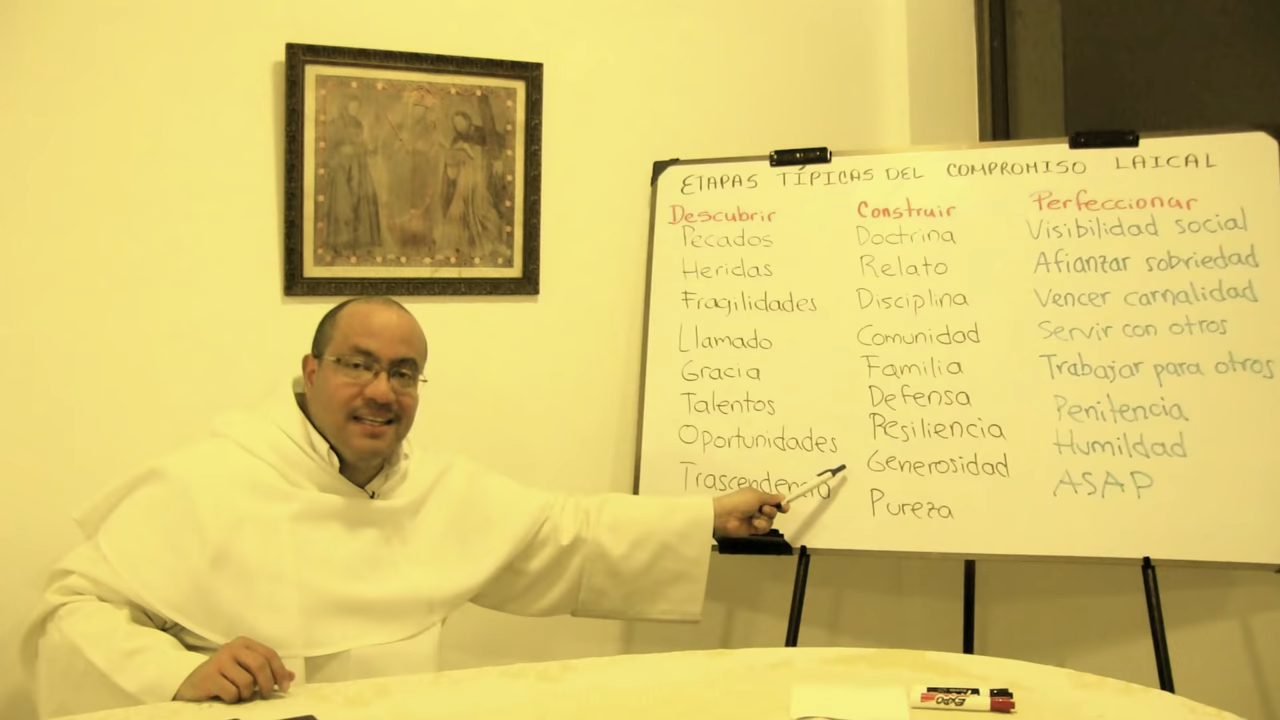 ETAPAS TÍPICAS DEL COMPROMISO LAICAL
Descubrir
Pecados
Heridas
Fragilidades
Llamado
Gracia
Talentos
Oportunidades
Trascendencia
Construir
Doctrina
Relato
Disciplina
Comunidad
Familia
Defensa
Resiliencia
Generosidad
Pureza
Perfeccionar
Visibilidad social
Afianzar sobriedad
Vencer carnalidad
Servir con otros
Trabajar para otros
Penitencia
Humildad
ASAP
EXPO